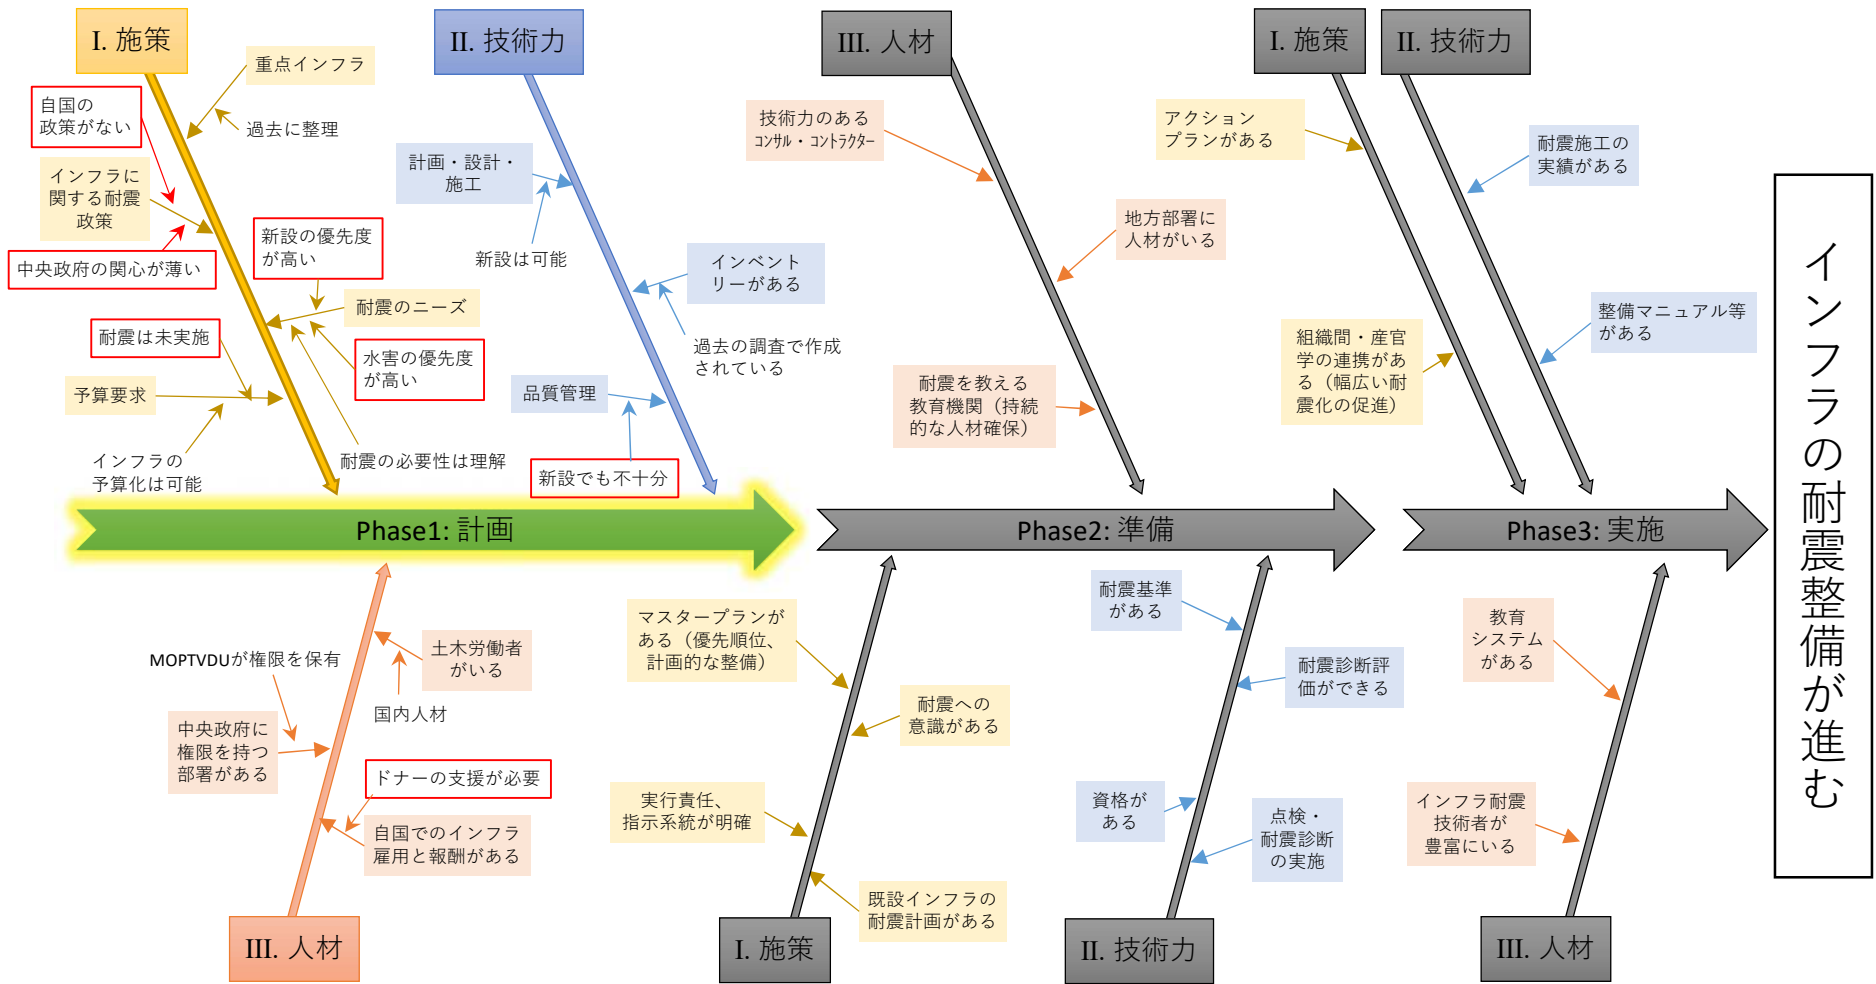 I. 施策
重点インフラ
自国の
政策がない
過去に整理
インフラに
関する耐震
政策
中央政府の関心が薄い
新設の優先度
が高い
耐震のニーズ
耐震は未実施
水害の優先度
が高い
予算要求
インフラの
予算化は可能
耐震の必要性は理解
II. 技術力
計画・設計・
施工
新設は可能
インベント
リーがある
過去の調査で作成
されている
品質管理
新設でも不十分
III. 人材
技術力のある
ｺﾝｻﾙ・ｺﾝﾄﾗｸﾀｰ
地方部署に
人材がいる
耐震を教える
教育機関（持続
的な人材確保）
I. 施策
アクション
プランがある
組織間・産官
学の連携があ
る（幅広い耐
震化の促進）
II. 技術力
耐震施工の
実績がある
整備マニュアル等
がある
Phase1: 計画
Phase2: 準備
Phase3: 実施
インフラの耐震整備が進む
MOPTVDUが権限を保有
土木労働者
がいる
国内人材
中央政府に
権限を持つ
部署がある
ドナーの支援が必要
自国でのインフラ
雇用と報酬がある
III. 人材
マスタープランが
ある（優先順位、
計画的な整備）
耐震への
意識がある
実行責任、
指示系統が明確
既設インフラの
耐震計画がある
I. 施策
耐震基準
がある
耐震診断評
価ができる
資格が
ある
点検・
耐震診断
の実施
II. 技術力
教育
システム
がある
インフラ耐震
技術者が
豊富にいる
III. 人材